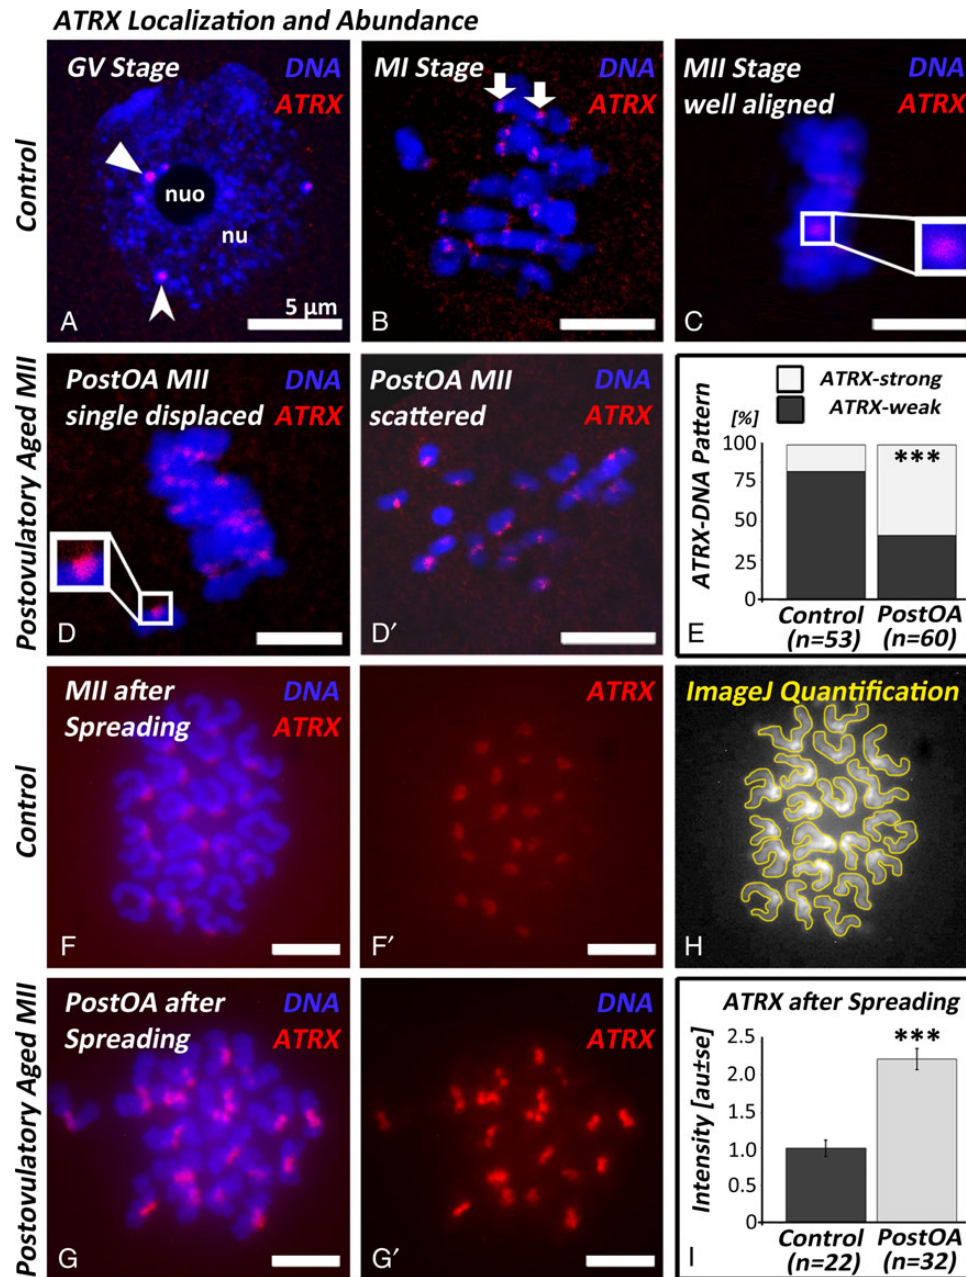 ATRX Localization and Abundance
Control
GV Stage
DNA
ATRX
nuo
nu
5 µm
A
MI Stage
DNA
ATRX
B
MII Stage
well aligned
DNA
ATRX
C
Postovulatory Aged MII
PostOA MII
single displaced
DNA
ATRX
D
PostOA MII
scattered
DNA
ATRX
D′
ATRX-strong
ATRX-weak
[%]
ATRX-DNA Pattern
100
75
50
25
0
***
Control
(n=53)
PostOA
(n=60)
E
Control
MII after
Spreading
DNA
ATRX
F
ATRX
F′
ImageJ Quantification
H
Postovulatory Aged MII
PostOA after
Spreading
DNA
ATRX
G
DNA
ATRX
G′
ATRX after Spreading
Intensity [au±se]
2.5
2.0
1.5
1.0
0.5
0
***
Control
(n=22)
PostOA
(n=32)
I